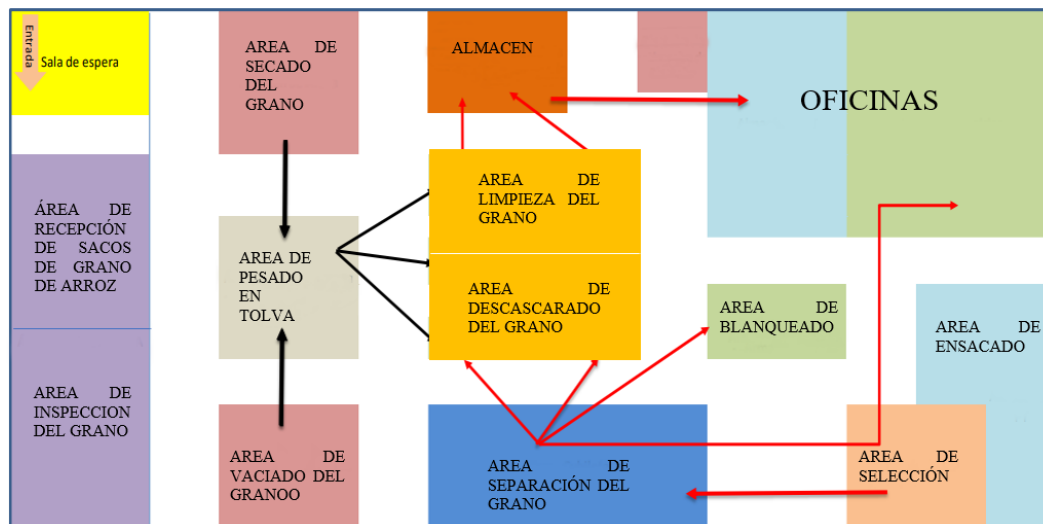 Entrada
Sala de espera
ÁREA DE
RECEPCIÓN
DE SACOS
DE GRANO
DE ARROZ
AREA DE
INSPECCION
DEL GRANO
AREA DE
SECADO
DEL
GRANO
AREA DE
PESADO
EN
TOLVA
AREA DE
VACIADO DEL
GRANOO
ALMACEN
AREA DE
LIMPIEZA DEL
GRANO
AREA DE
DESCASCARADO
DEL GRANO
AREA DE
SEPARACIÓN DEL
GRANO
OFICINAS
AREA DE
BLANQUEADO
AREA DE
ENSACADO
AREA DE
SELECCIÓN